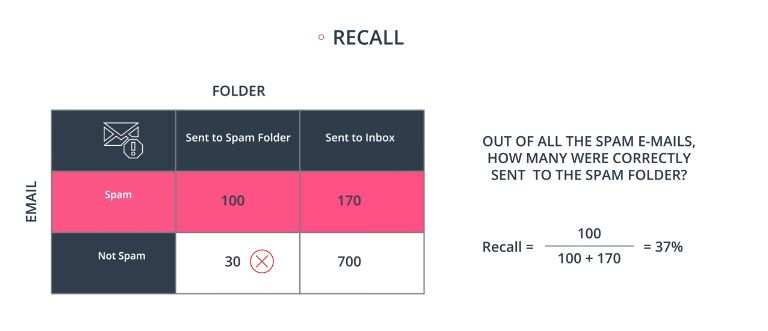 RECALL
FOLDER
Sent to Spam Folder Sent to Inbox
EMAIL
Spam 100 170
Not Spam 30 700
OUT OF ALL THE SPAM E-MAILS,
HOW MANY WERE CORRECTLY
SENT TO THE SPAM FOLDER?
100
Recall = = 37%
100 + 170